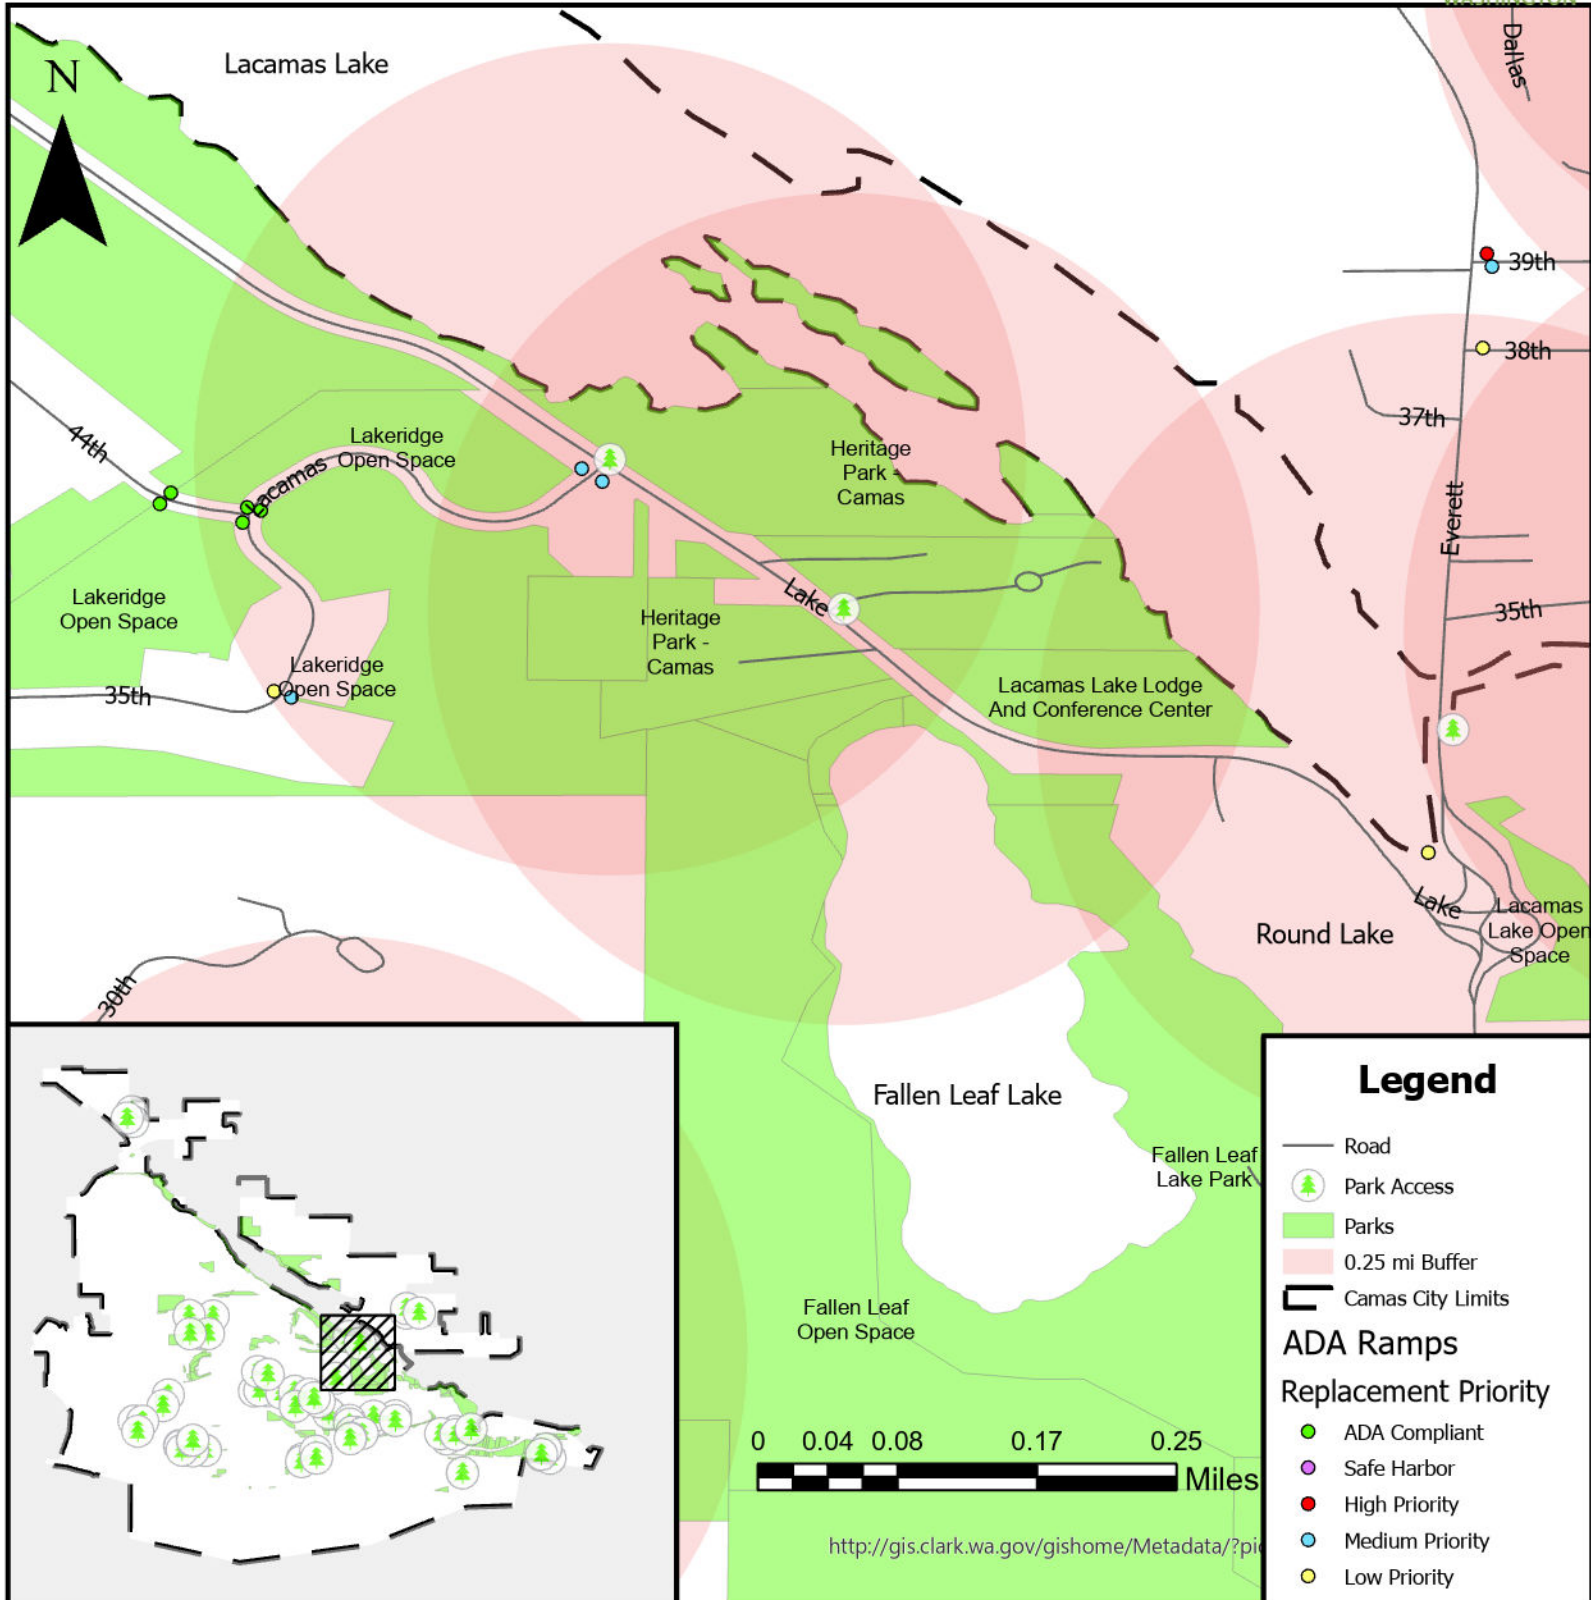 WASHINGTON
Dallas
Lacamas Lake
N
39th
38th
37th
44th
Lakeridge
Open Space
Lacamas
Heritage
Park -
Camas
Everett
Lake
35th
Lakeridge
Open Space
Heritage
Park -
Camas
Lakeridge
Open Space
35th
Lacamas Lake Lodge
And Conference Center
Lake
Lacamas
Lake Open
Space
Round Lake
30th
Fallen Leaf Lake
Fallen Leaf
Lake Park
Fallen Leaf
Open Space
0 0.04 0.08 0.17 0.25
Miles
http://gis.clark.wa.gov/gishome/Metadata/?pi
Legend
Road
Park Access
Parks
0.25 mi Buffer
Camas City Limits
ADA Ramps
Replacement Priority
ADA Compliant
Safe Harbor
High Priority
Medium Priority
Low Priority